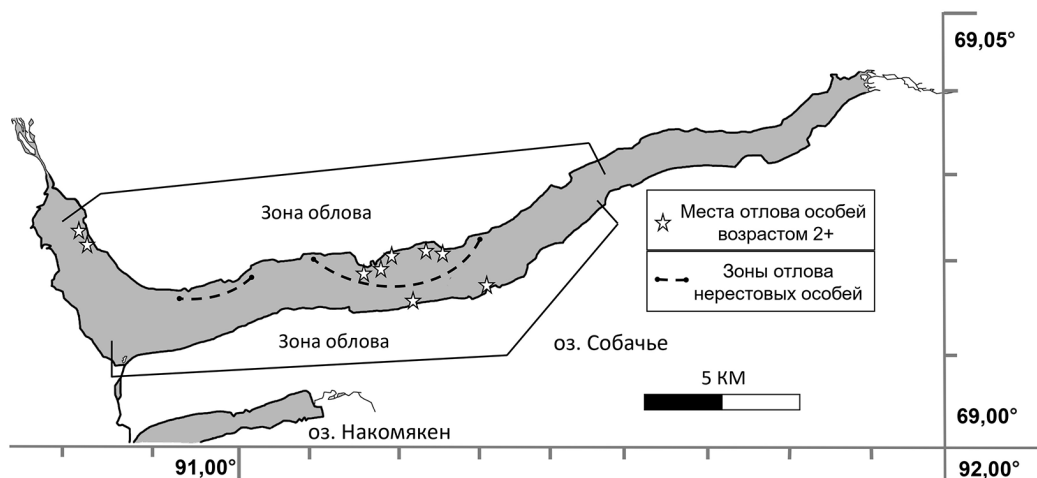 69,05°
Зона облова
Места отлова особей
возрастом 2+
Зоны отлова
нерестовых особей
Зона облова
оз. Собачье
5 КМ
69,00°
оз. Накомякен
91,00°
92,00°